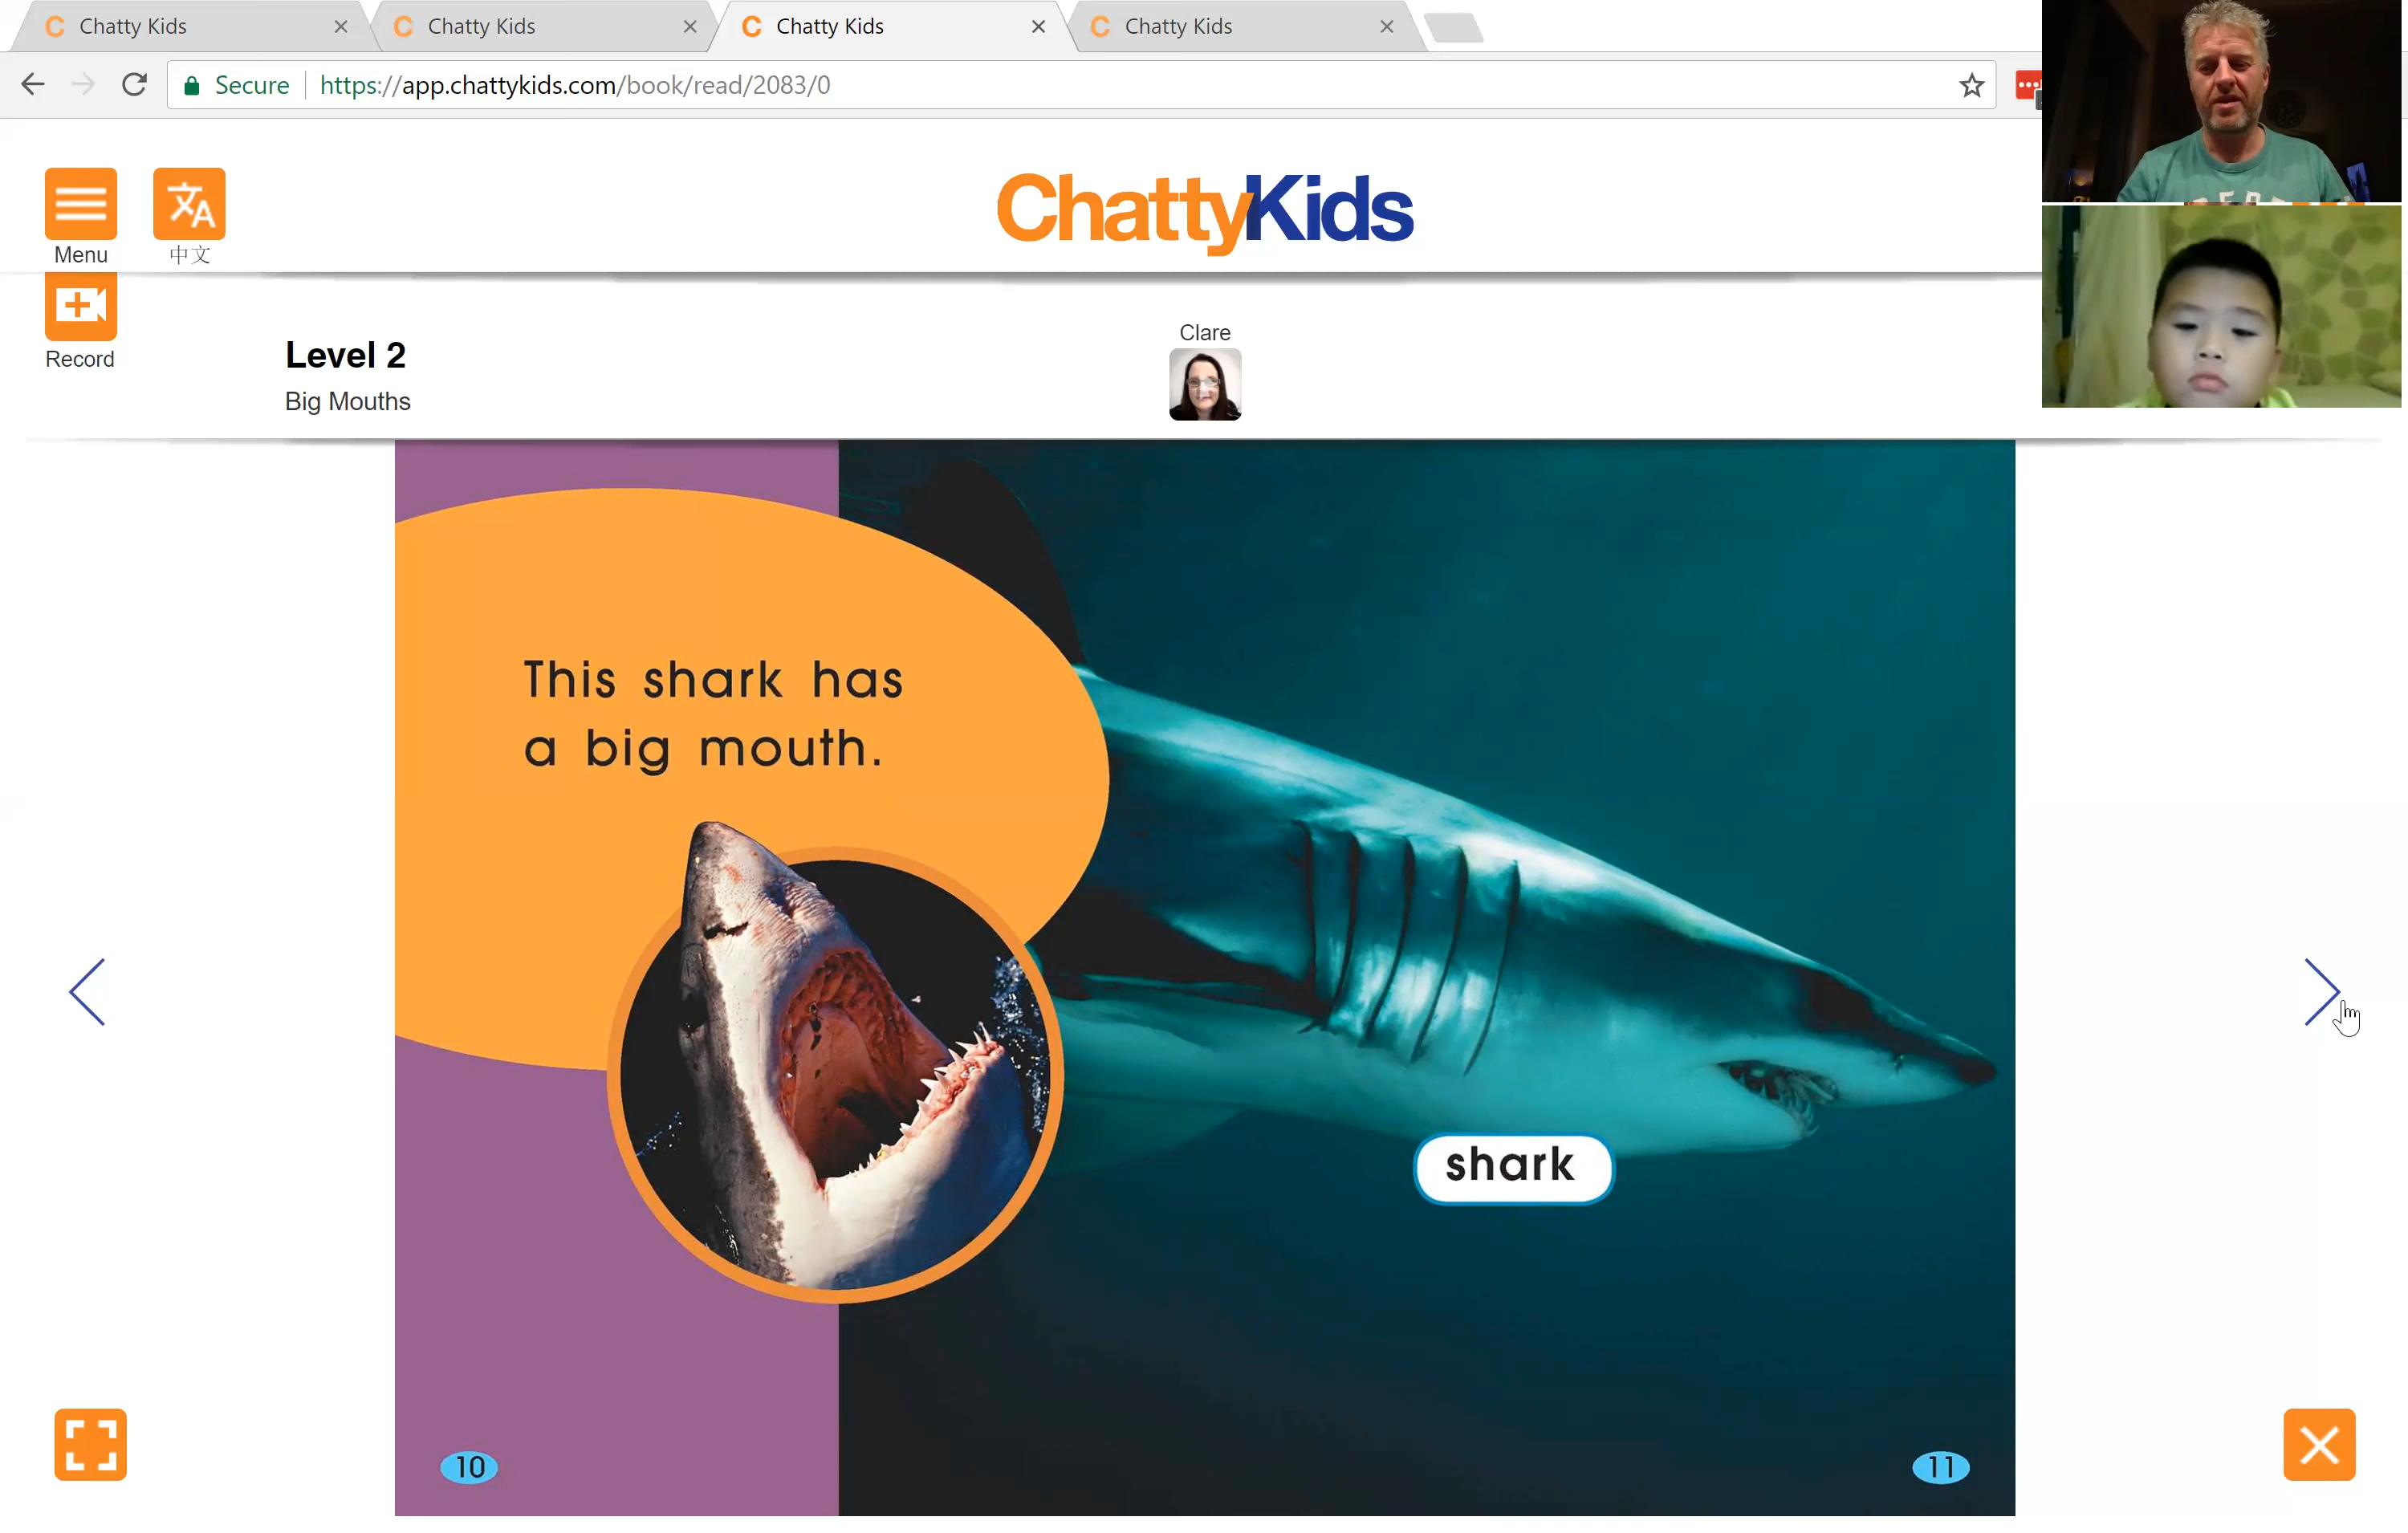 Chatty Kids
Chatty Kids
Chatty Kids
Chatty Kids
Secure
https://app.chattykids.com/book/read/2083/0
Menu
中文
ChattyKids
Record
Level 2
Big Mouths
Clare
This shark has
a big mouth.
shark
10
11